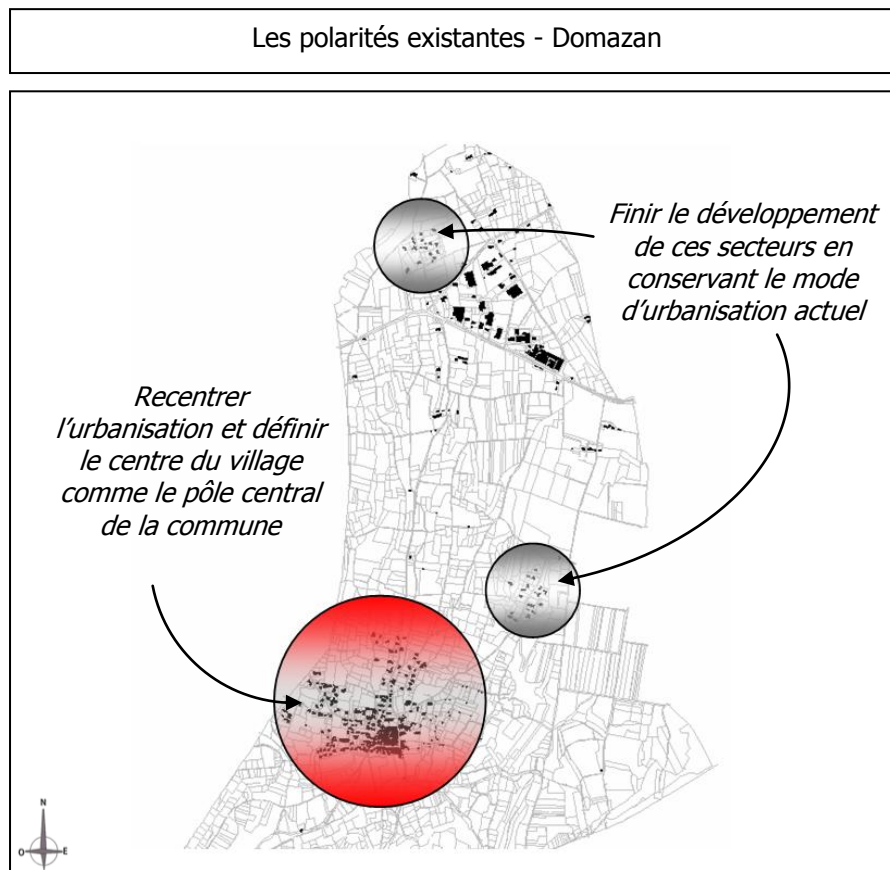 Les polarités existantes - Domazan
Finir le développement
de ces secteurs en
conservant le mode
d’urbanisation actuel
Recentrer
l’urbanisation et définir
le centre du village
comme le pôle central
de la commune
N
O
E